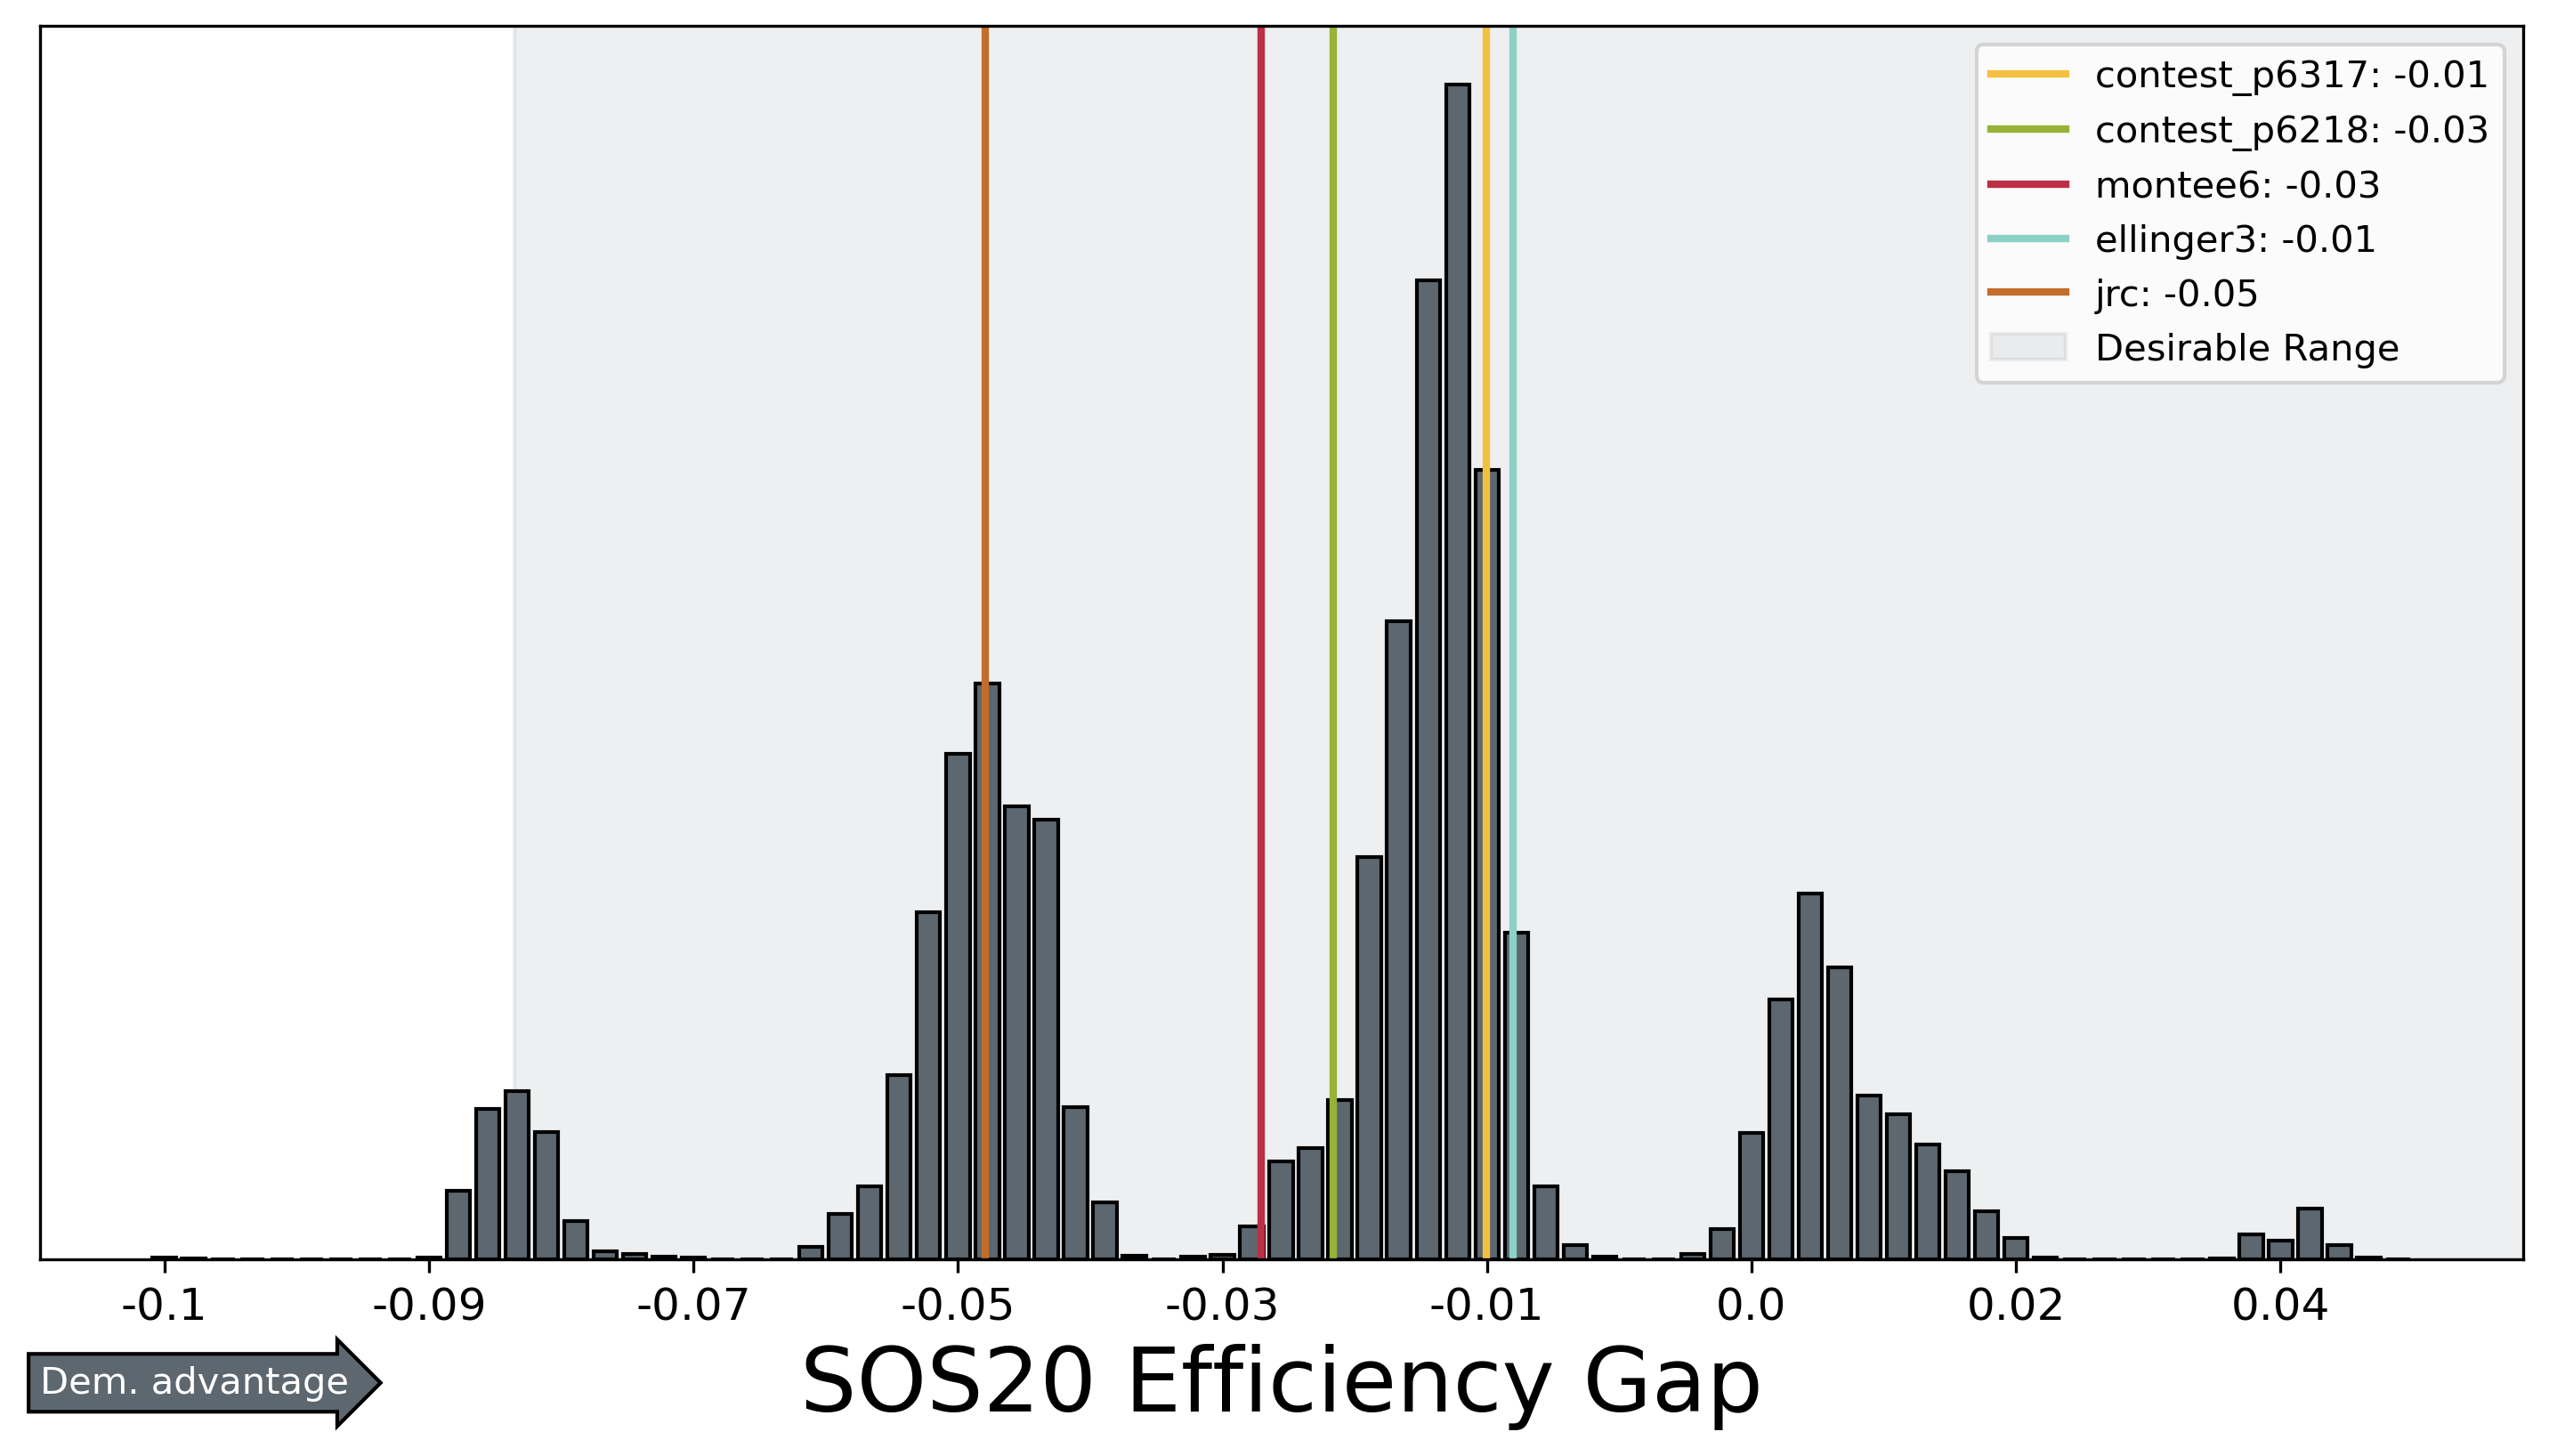 contest_p6317: -0.01
contest_p6218: -0.03
montee6: -0.03
ellinger3: -0.01
jrc: -0.05
Desirable Range
-0.1 -0.09 -0.07 -0.05 -0.03 -0.01 0.0 0.02 0.04
Dem. advantage
SOS20 Efficiency Gap